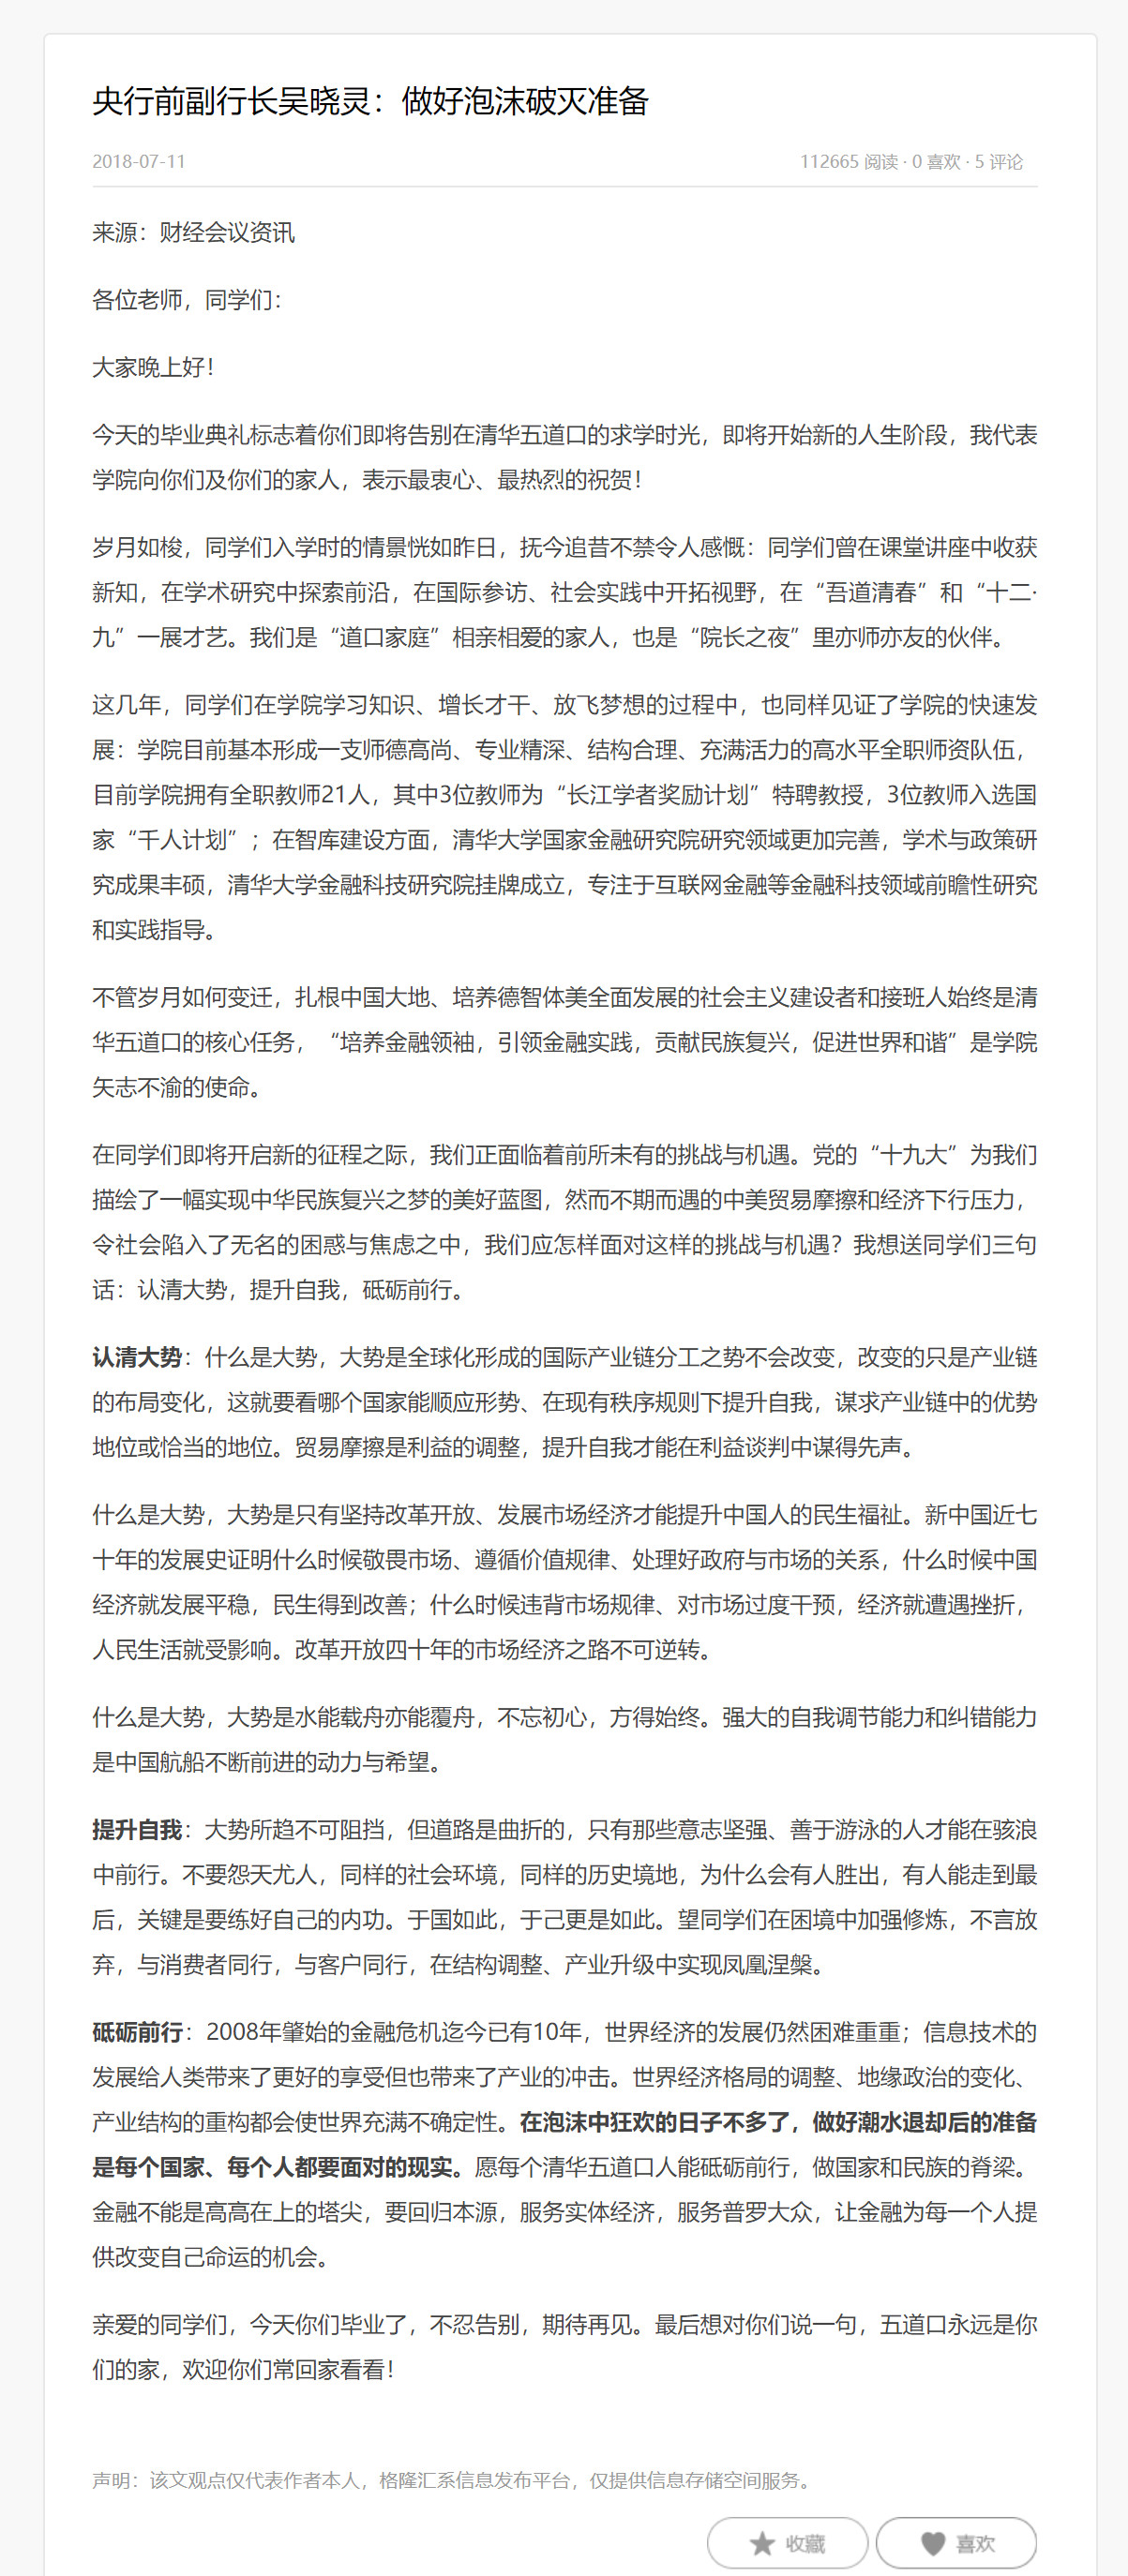 央行前副行长吴晓灵：做好泡沫破灭准备
2018-07-11
112665 阅读 · 0 喜欢 · 5 评论
来源：财经会议资讯
各位老师，同学们：
大家晚上好！
今天的毕业典礼标志着你们即将告别在清华五道口的求学时光，即将开始新的人生阶段，我代表
学院向你们及你们的家人，表示最衷心、最热烈的祝贺！
岁月如梭，同学们入学时的情景恍如昨日，抚今追昔不禁令人感慨：同学们曾在课堂讲座中收获
新知，在学术研究中探索前沿，在国际参访、社会实践中开拓视野，在“吾道清春”和“十二·
九”一展才艺。我们是“道口家庭”相亲相爱的家人，也是“院长之夜”里亦师亦友的伙伴。
这几年，同学们在学院学习知识、增长才干、放飞梦想的过程中，也同样见证了学院的快速发
展：学院目前基本形成一支师德高尚、专业精深、结构合理、充满活力的高水平全职师资队伍，
目前学院拥有全职教师21人，其中3位教师为“长江学者奖励计划”特聘教授，3位教师入选国
家“千人计划”；在智库建设方面，清华大学国家金融研究院研究领域更加完善，学术与政策研
究成果丰硕，清华大学金融科技研究院挂牌成立，专注于互联网金融等金融科技领域前瞻性研究
和实践指导。
不管岁月如何变迁，扎根中国大地、培养德智体美全面发展的社会主义建设者和接班人始终是清
华五道口的核心任务，“培养金融领袖，引领金融实践，贡献民族复兴，促进世界和谐”是学院
矢志不渝的使命。
在同学们即将开启新的征程之际，我们正面临着前所未有的挑战与机遇。党的“十九大”为我们
描绘了一幅实现中华民族复兴之梦的美好蓝图，然而不期而遇的中美贸易摩擦和经济下行压力，
令社会陷入了无名的困惑与焦虑之中，我们应怎样面对这样的挑战与机遇？我想送同学们三句
话：认清大势，提升自我，砥砺前行。
认清大势：什么是大势，大势是全球化形成的国际产业链分工之势不会改变，改变的只是产业链
的布局变化，这就要看哪个国家能顺应形势、在现有秩序规则下提升自我，谋求产业链中的优势
地位或恰当的地位。贸易摩擦是利益的调整，提升自我才能在利益谈判中谋得先声。
什么是大势，大势是只有坚持改革开放、发展市场经济才能提升中国人的民生福祉。新中国近七
十年的发展史证明什么时候敬畏市场、遵循价值规律、处理好政府与市场的关系，什么时候中国
经济就发展平稳，民生得到改善；什么时候违背市场规律、对市场过度干预，经济就遭遇挫折，
人民生活就受影响。改革开放四十年的市场经济之路不可逆转。
什么是大势，大势是水能载舟亦能覆舟，不忘初心，方得始终。强大的自我调节能力和纠错能力
是中国航船不断前进的动力与希望。
提升自我：大势所趋不可阻挡，但道路是曲折的，只有那些意志坚强、善于游泳的人才能在骇浪
中前行。不要怨天尤人，同样的社会环境，同样的历史境地，为什么会有人胜出，有人能走到最
后，关键是要练好自己的内功。于国如此，于己更是如此。望同学们在困境中加强修炼，不言放
弃，与消费者同行，与客户同行，在结构调整、产业升级中实现凤凰涅槃。
砥砺前行：2008年肇始的金融危机迄今已有10年，世界经济的发展仍然困难重重；信息技术的
发展给人类带来了更好的享受但也带来了产业的冲击。世界经济格局的调整、地缘政治的变化、
产业结构的重构都会使世界充满不确定性。在泡沫中狂欢的日子不多了，做好潮水退却后的准备
是每个国家、每个人都要面对的现实。愿每个清华五道口人能砥砺前行，做国家和民族的脊梁。
金融不能是高高在上的塔尖，要回归本源，服务实体经济，服务普罗大众，让金融为每一个人提
供改变自己命运的机会。
亲爱的同学们，今天你们毕业了，不忍告别，期待再见。最后想对你们说一句，五道口永远是你
们的家，欢迎你们常回家看看！
声明：该文观点仅代表作者本人，格隆汇系信息发布平台，仅提供信息存储空间服务。
收藏
喜欢